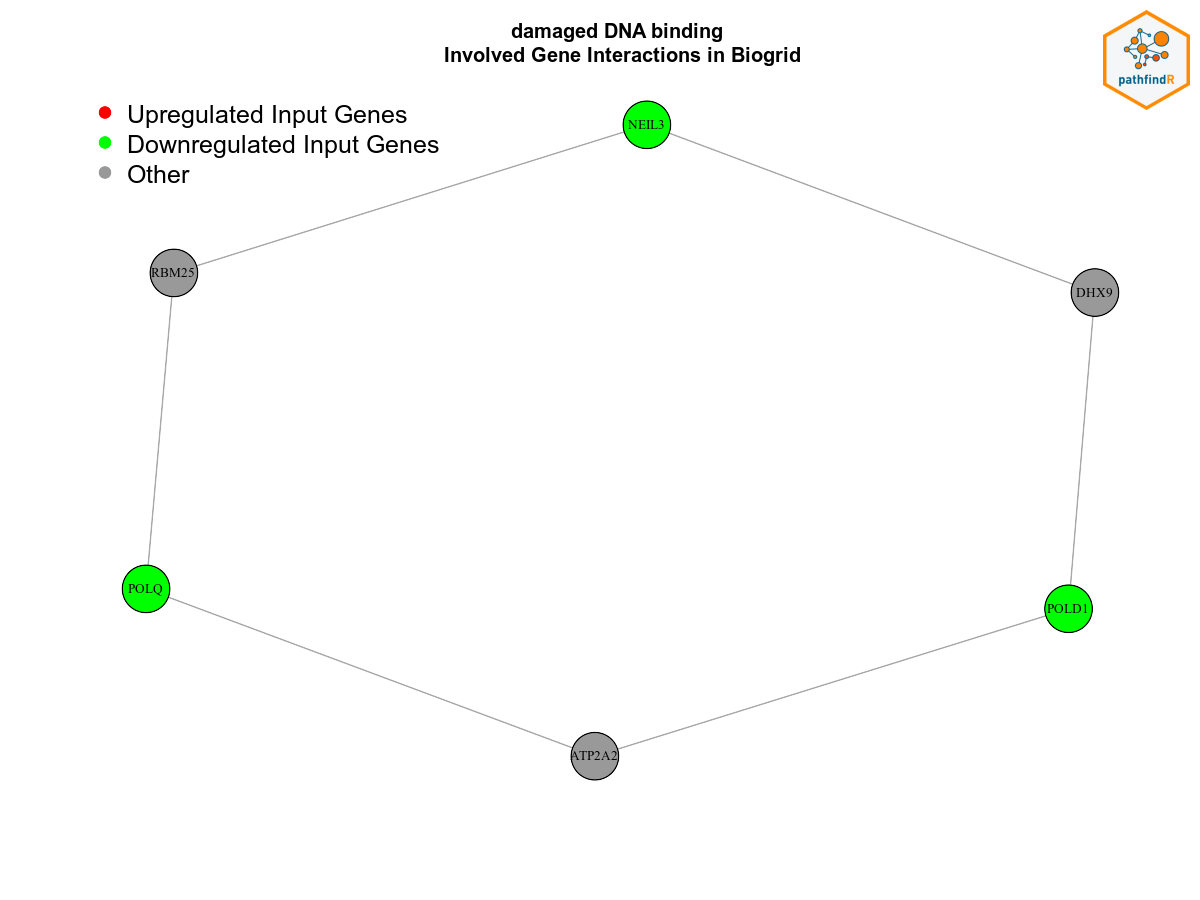 damaged DNA binding
Involved Gene Interactions in Biogrid
pathfindR
Upregulated Input Genes
Downregulated Input Genes
Other
NEIL3
RBM25
DHX9
POLQ
POLD1
ATP2A2